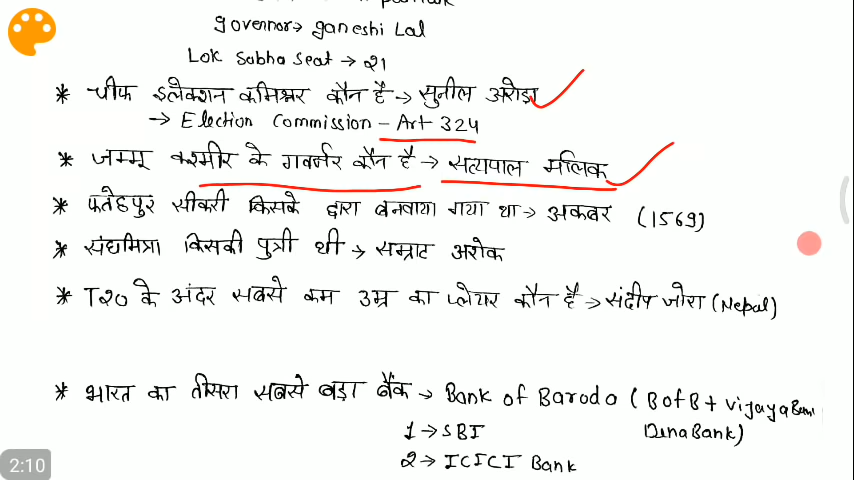 Governor → ganeshi Lal
Lok Sabha Seat → 21
* चीफ इलेक्शन कमिश्नर कौन है → सुनील अरोड़ा
→ Election Commission - Art 324
* जम्मू कश्मीर के गवर्नर कौन है → सत्यपाल मलिक
* फतेहपुर सीकरी किसके द्वारा बनवाया गया था → अकबर (1569)
* संघमित्रा किसकी पुत्री थी → सम्राट अशोक
* T20 के अंदर सबसे कम उम्र का प्लेयर कौन है → संदीप जोरा (Nepal)
* भारत का तीसरा सबसे बड़ा बैंक → Bank of Baroda ( BofB + Vijaya
1 → SBI DenaBank)
2 → ICICI Bank
2:10